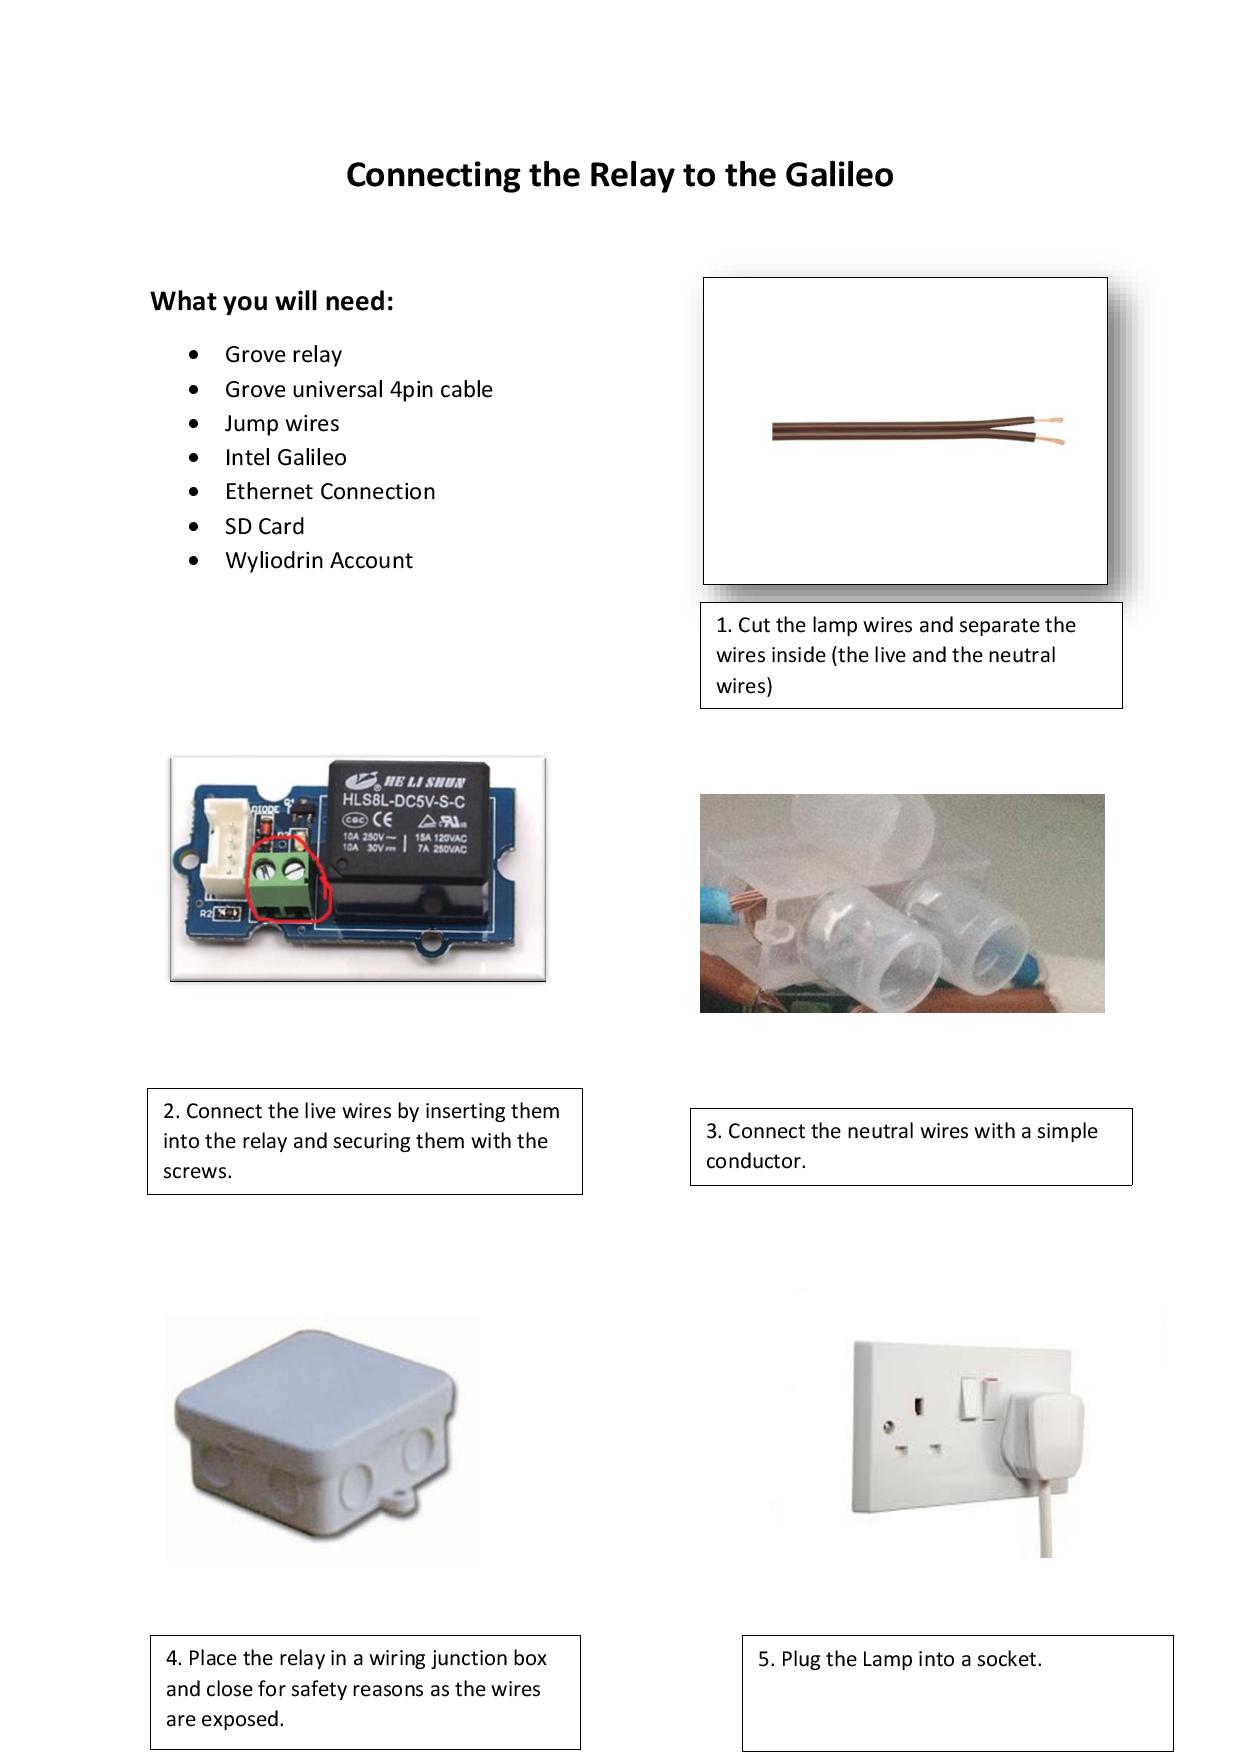 Connecting the Relay to the Galileo
What you will need:
• Grove relay
• Grove universal 4pin cable
• Jump wires
• Intel Galileo
• Ethernet Connection
• SD Card
• Wyliodrin Account
1. Cut the lamp wires and separate the
wires inside (the live and the neutral
wires)
HE LI SHUN
HLS8L-DC5V-S-C
CQC CE
10A 250V~ 15A 120VAC
10A 30V 7A 250VAC
DIODE
R2
2. Connect the live wires by inserting them
into the relay and securing them with the
screws.
3. Connect the neutral wires with a simple
conductor.
4. Place the relay in a wiring junction box
and close for safety reasons as the wires
are exposed.
5. Plug the Lamp into a socket.